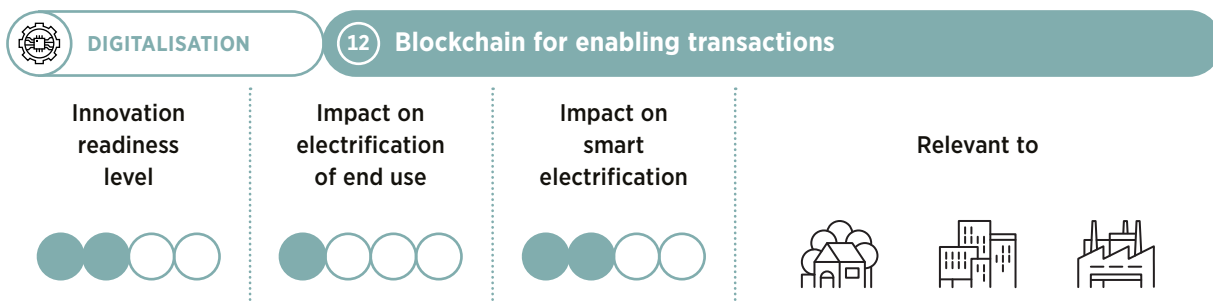 DIGITALISATION
12 Blockchain for enabling transactions
Innovation
readiness
level
Impact on
electrification
of end use
Impact on
smart
electrification
Relevant to